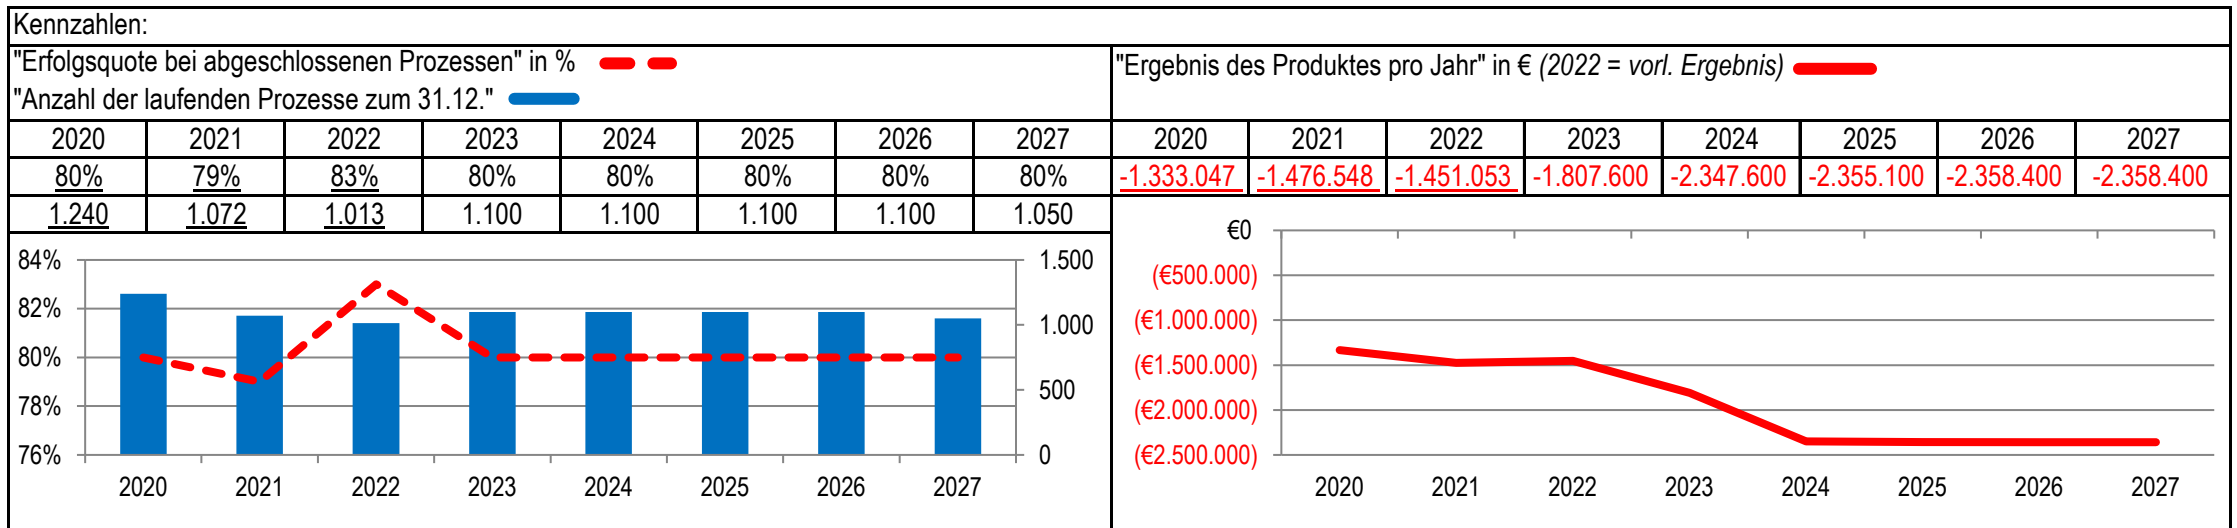 Kennzahlen:
"Erfolgsquote bei abgeschlossenen Prozessen" in %
"Anzahl der laufenden Prozesse zum 31.12."
"Ergebnis des Produktes pro Jahr" in € (2022 = vorl. Ergebnis)
2020 2021 2022 2023 2024 2025 2026 2027
80% 79% 83% 80% 80% 80% 80% 80%
1.240 1.072 1.013 1.100 1.100 1.100 1.100 1.050
2020 2021 2022 2023 2024 2025 2026 2027
-1.333.047 -1.476.548 -1.451.053 -1.807.600 -2.347.600 -2.355.100 -2.358.400 -2.358.400
84%
82%
80%
78%
76%
1.500
1.000
500
0
2020 2021 2022 2023 2024 2025 2026 2027
€0
(€500.000)
(€1.000.000)
(€1.500.000)
(€2.000.000)
(€2.500.000)
2020 2021 2022 2023 2024 2025 2026 2027